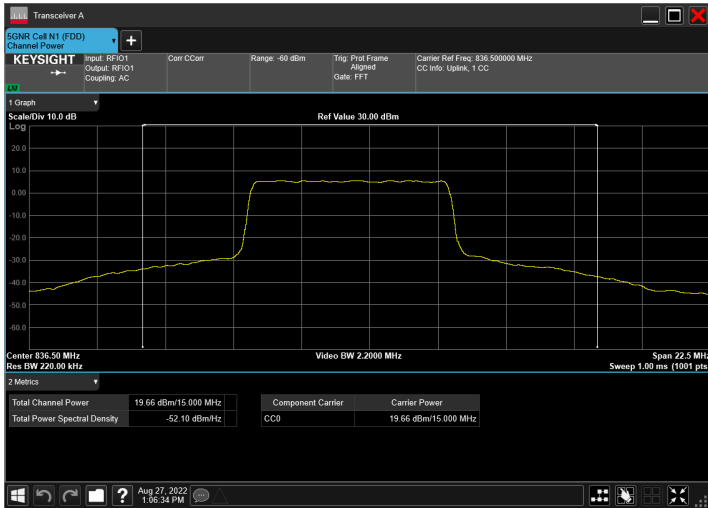 Transceiver A
5GNR Cell N1 (FDD)
Channel Power
KEYSIGHT
Input: RFIO1
Output: RFIO1
Coupling: AC
Corr CCorr
Range: -60 dBm
Trig: Prot Frame
Aligned
Gate: FFT
Carrier Ref Freq: 836.500000 MHz
CC Info: Uplink, 1 CC
LXI
1 Graph
Scale/Div 10.0 dB
Ref Value 30.00 dBm
Log
20.0
10.0
0.00
-10.0
-20.0
-30.0
-40.0
-50.0
-60.0
Center 836.50 MHz
Video BW 2.2000 MHz
Span 22.5 MHz
Res BW 220.00 kHz
Sweep 1.00 ms (1001 pts
2 Metrics
Total Channel Power 19.66 dBm/15.000 MHz
Total Power Spectral Density -52.10 dBm/Hz
Component Carrier Carrier Power
CC0 19.66 dBm/15.000 MHz
Aug 27, 2022
1:06:34 PM